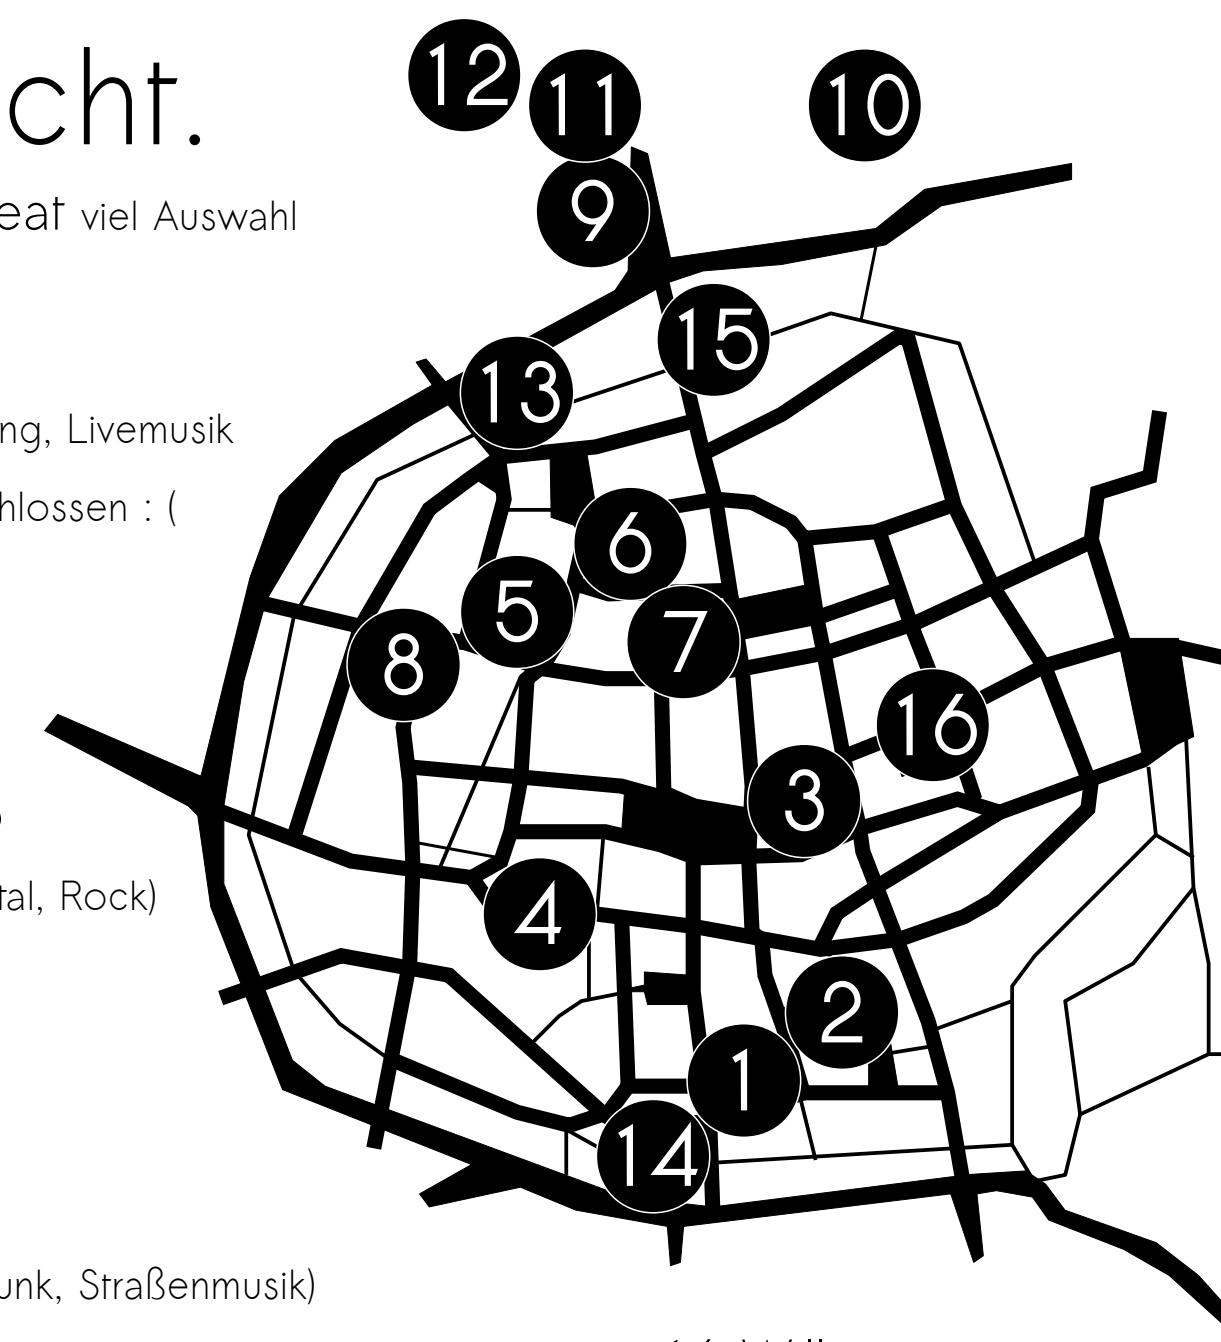 cht.
eat viel Auswahl
ng, Livemusik
hlossen : (
tal, Rock)
unk, Straßenmusik)
12
11
10
9
15
13
6
5
7
8
16
3
4
2
1
14